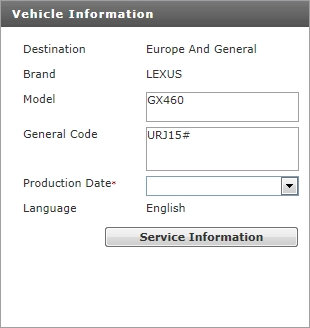 Vehicle Information
Destination Europe And General
Brand LEXUS
Model GX460
General Code URJ15#
Production Date*
Language English
Service Information